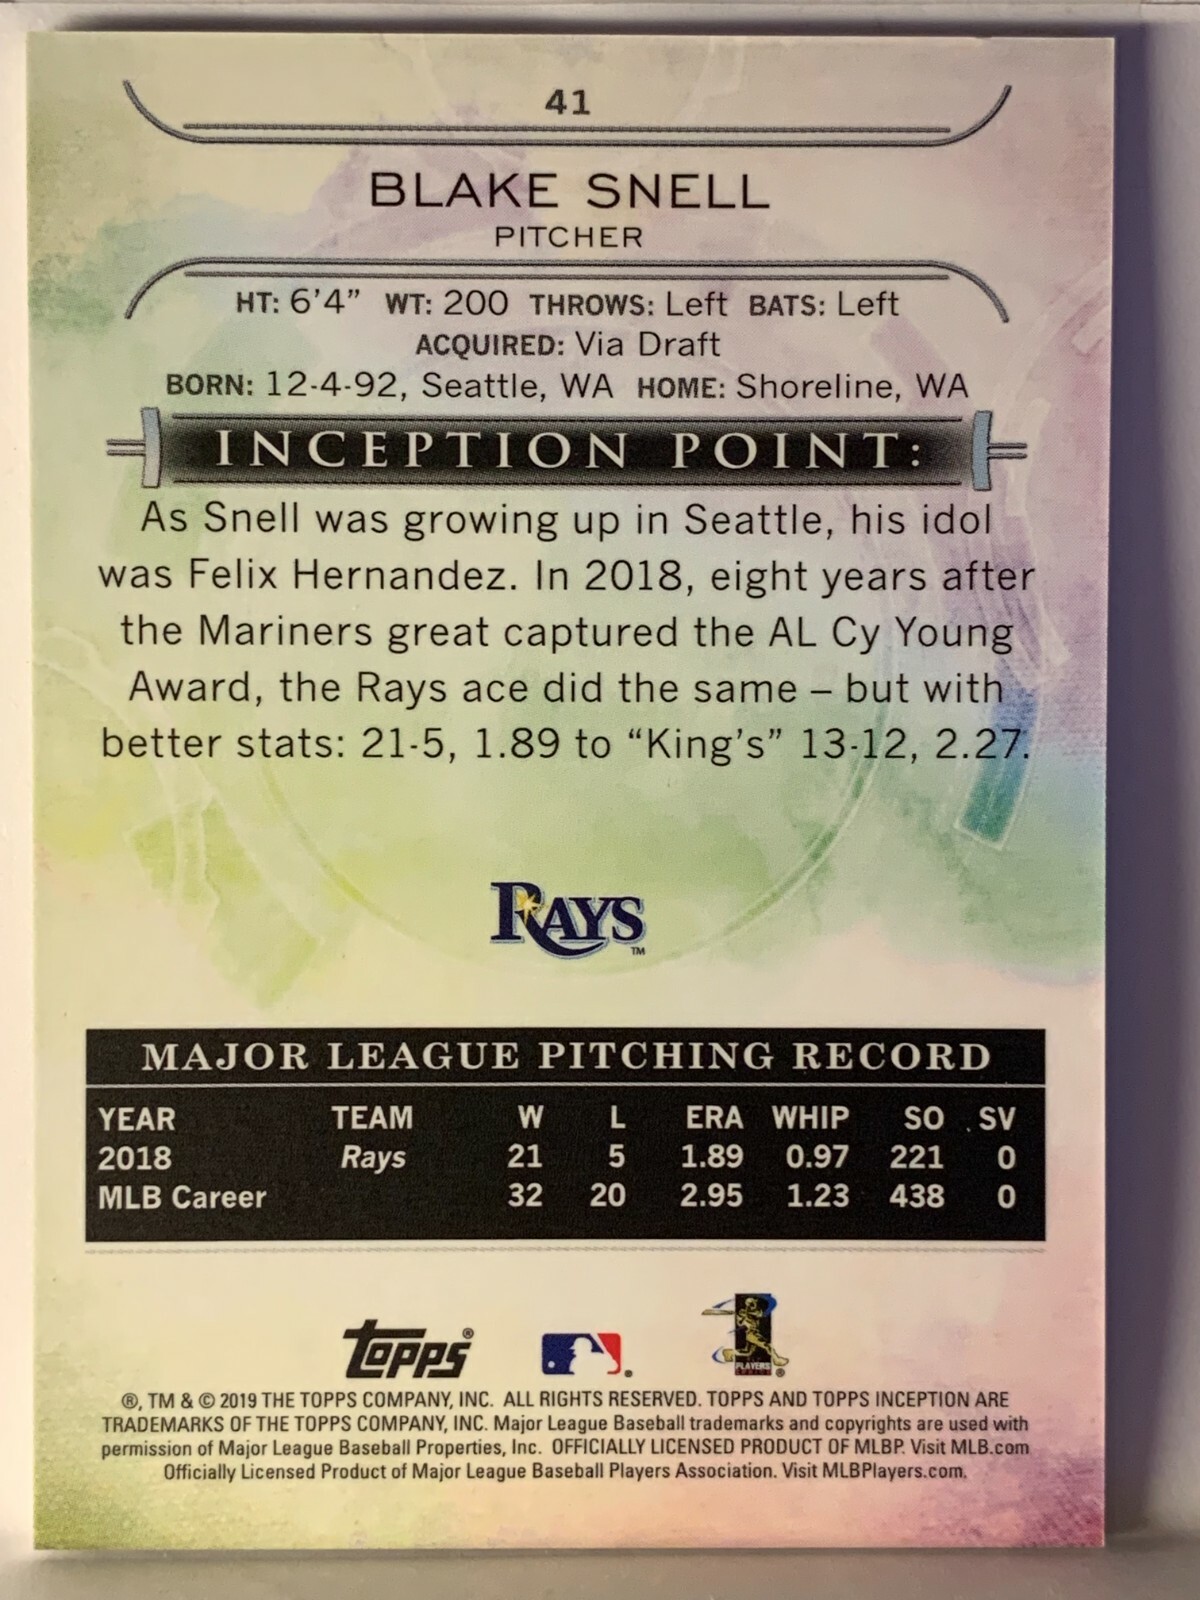 41
BLAKE SNELL
PITCHER
HT: 6'4” WT: 200 THROWS: Left BATS: Left
ACQUIRED: Via Draft
BORN: 12-4-92, Seattle, WA HOME: Shoreline, WA
INCEPTION POINT:
As Snell was growing up in Seattle, his idol
was Felix Hernandez. In 2018, eight years after
the Mariners great captured the AL Cy Young
Award, the Rays ace did the same – but with
better stats: 21-5, 1.89 to “King's” 13-12, 2.27.
RAYS TM
MAJOR LEAGUE PITCHING RECORD
YEAR TEAM W L ERA WHIP SO SV
2018 Rays 21 5 1.89 0.97 221 0
MLB Career 32 20 2.95 1.23 438 0
topps® ® PLAYERS CHOICE ®
®, TM & © 2019 THE TOPPS COMPANY, INC. ALL RIGHTS RESERVED. TOPPS AND TOPPS INCEPTION ARE
TRADEMARKS OF THE TOPPS COMPANY, INC. Major League Baseball trademarks and copyrights are used with
permission of Major League Baseball Properties, Inc. OFFICIALLY LICENSED PRODUCT OF MLBP. Visit MLB.com
Officially Licensed Product of Major League Baseball Players Association. Visit MLBPlayers.com.